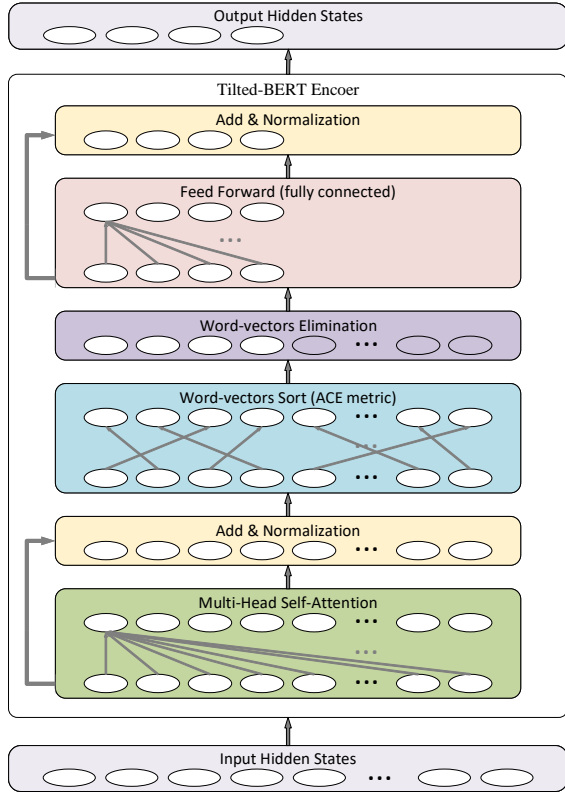 Output Hidden States
Tilted-BERT Encoer
Add & Normalization
Feed Forward (fully connected)
...
Word-vectors Elimination
...
Word-vectors Sort (ACE metric)
...
...
...
Add & Normalization
...
Multi-Head Self-Attention
...
...
...
Input Hidden States
...